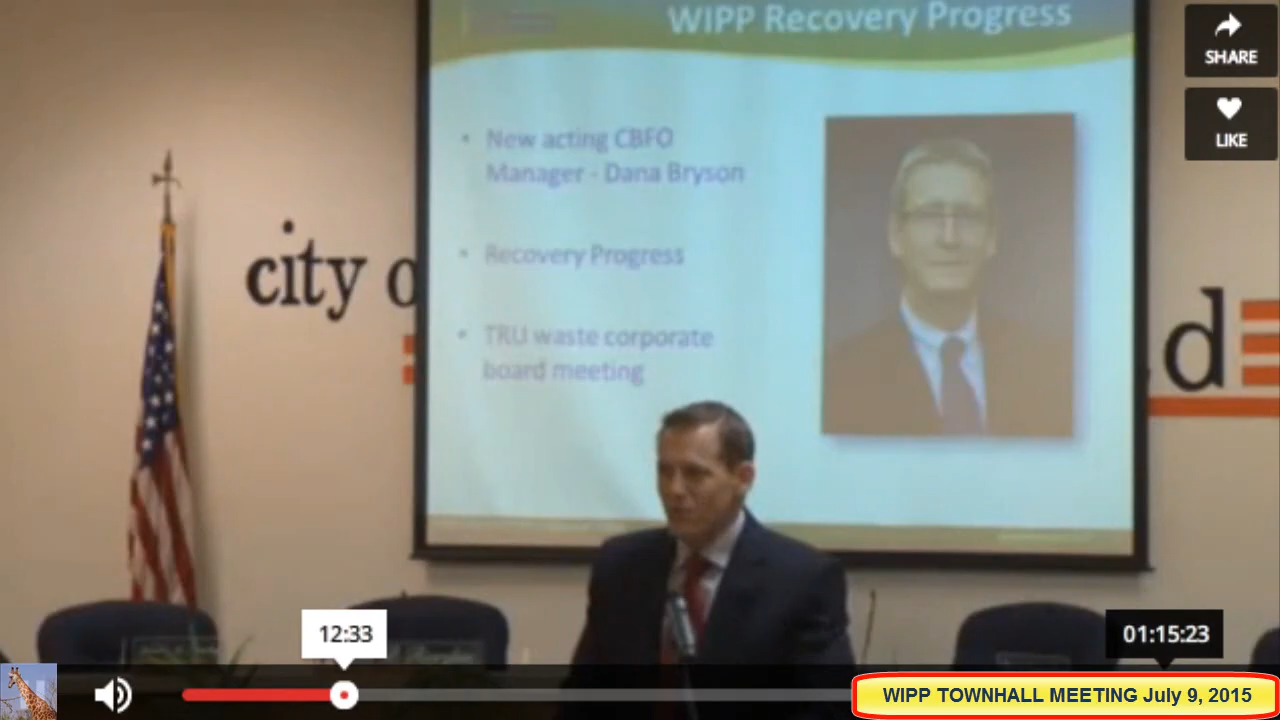 WIPP Recovery Progress
SHARE
LIKE
• New acting CBFO
Manager - Dana Bryson
• Recovery Progress
• TRU waste corporate
board meeting
city o
d
12:33
01:15:23
WIPP TOWNHALL MEETING July 9, 2015